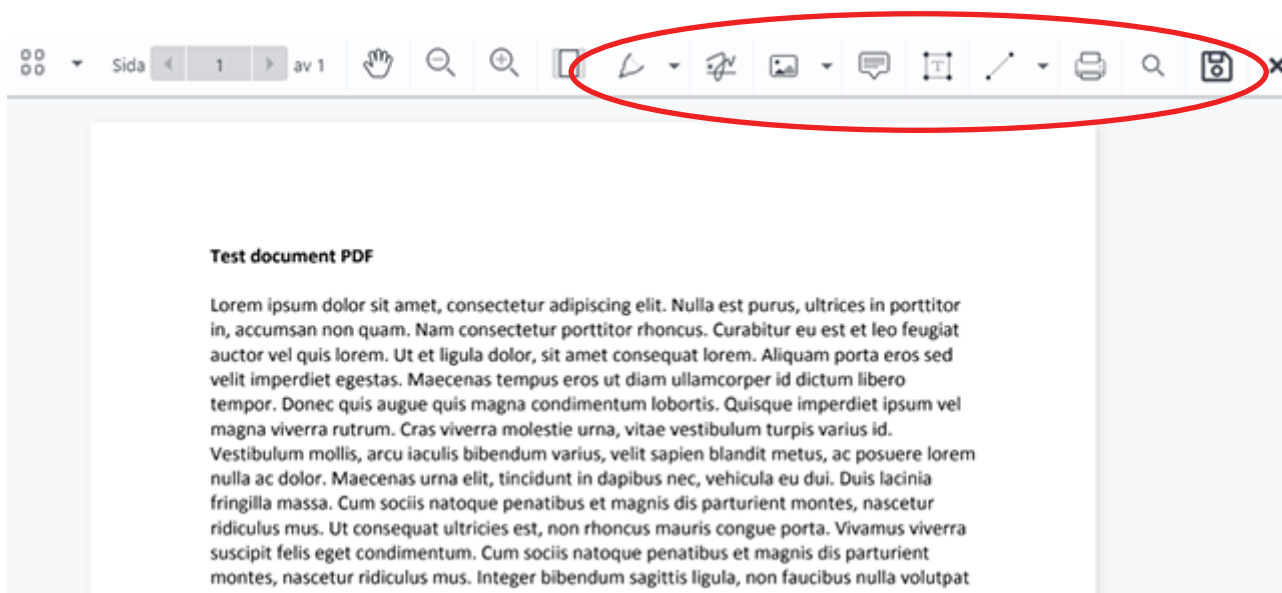 Sida 1 av 1
Test document PDF
Lorem ipsum dolor sit amet, consectetur adipiscing elit. Nulla est purus, ultrices in porttitor
in, accumsan non quam. Nam consectetur porttitor rhoncus. Curabitur eu est et leo feugiat
auctor vel quis lorem. Ut et ligula dolor, sit amet consequat lorem. Aliquam porta eros sed
velit imperdiet egestas. Maecenas tempus eros ut diam ullamcorper id dictum libero
tempor. Donec quis augue quis magna condimentum lobortis. Quisque imperdiet ipsum vel
magna viverra rutrum. Cras viverra molestie urna, vitae vestibulum turpis varius id.
Vestibulum mollis, arcu iaculis bibendum varius, velit sapien blandit metus, ac posuere lorem
nulla ac dolor. Maecenas urna elit, tincidunt in dapibus nec, vehicula eu dui. Duis lacinia
fringilla massa. Cum sociis natoque penatibus et magnis dis parturient montes, nascetur
ridiculus mus. Ut consequat ultricies est, non rhoncus mauris congue porta. Vivamus viverra
suscipit felis eget condimentum. Cum sociis natoque penatibus et magnis dis parturient
montes, nascetur ridiculus mus. Integer bibendum sagittis ligula, non faucibus nulla volutpat